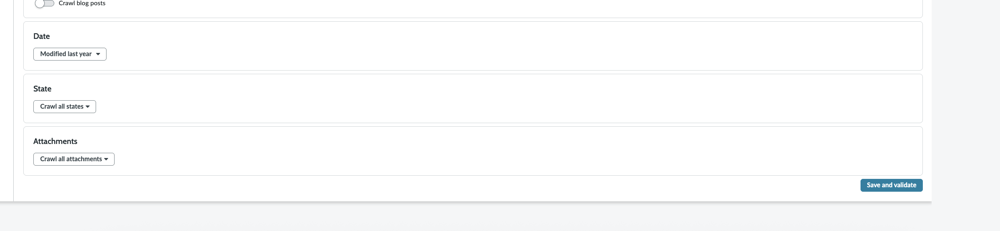 Crawl blog posts
Date
Modified last year
State
Crawl all states
Attachments
Crawl all attachments
Save and validate